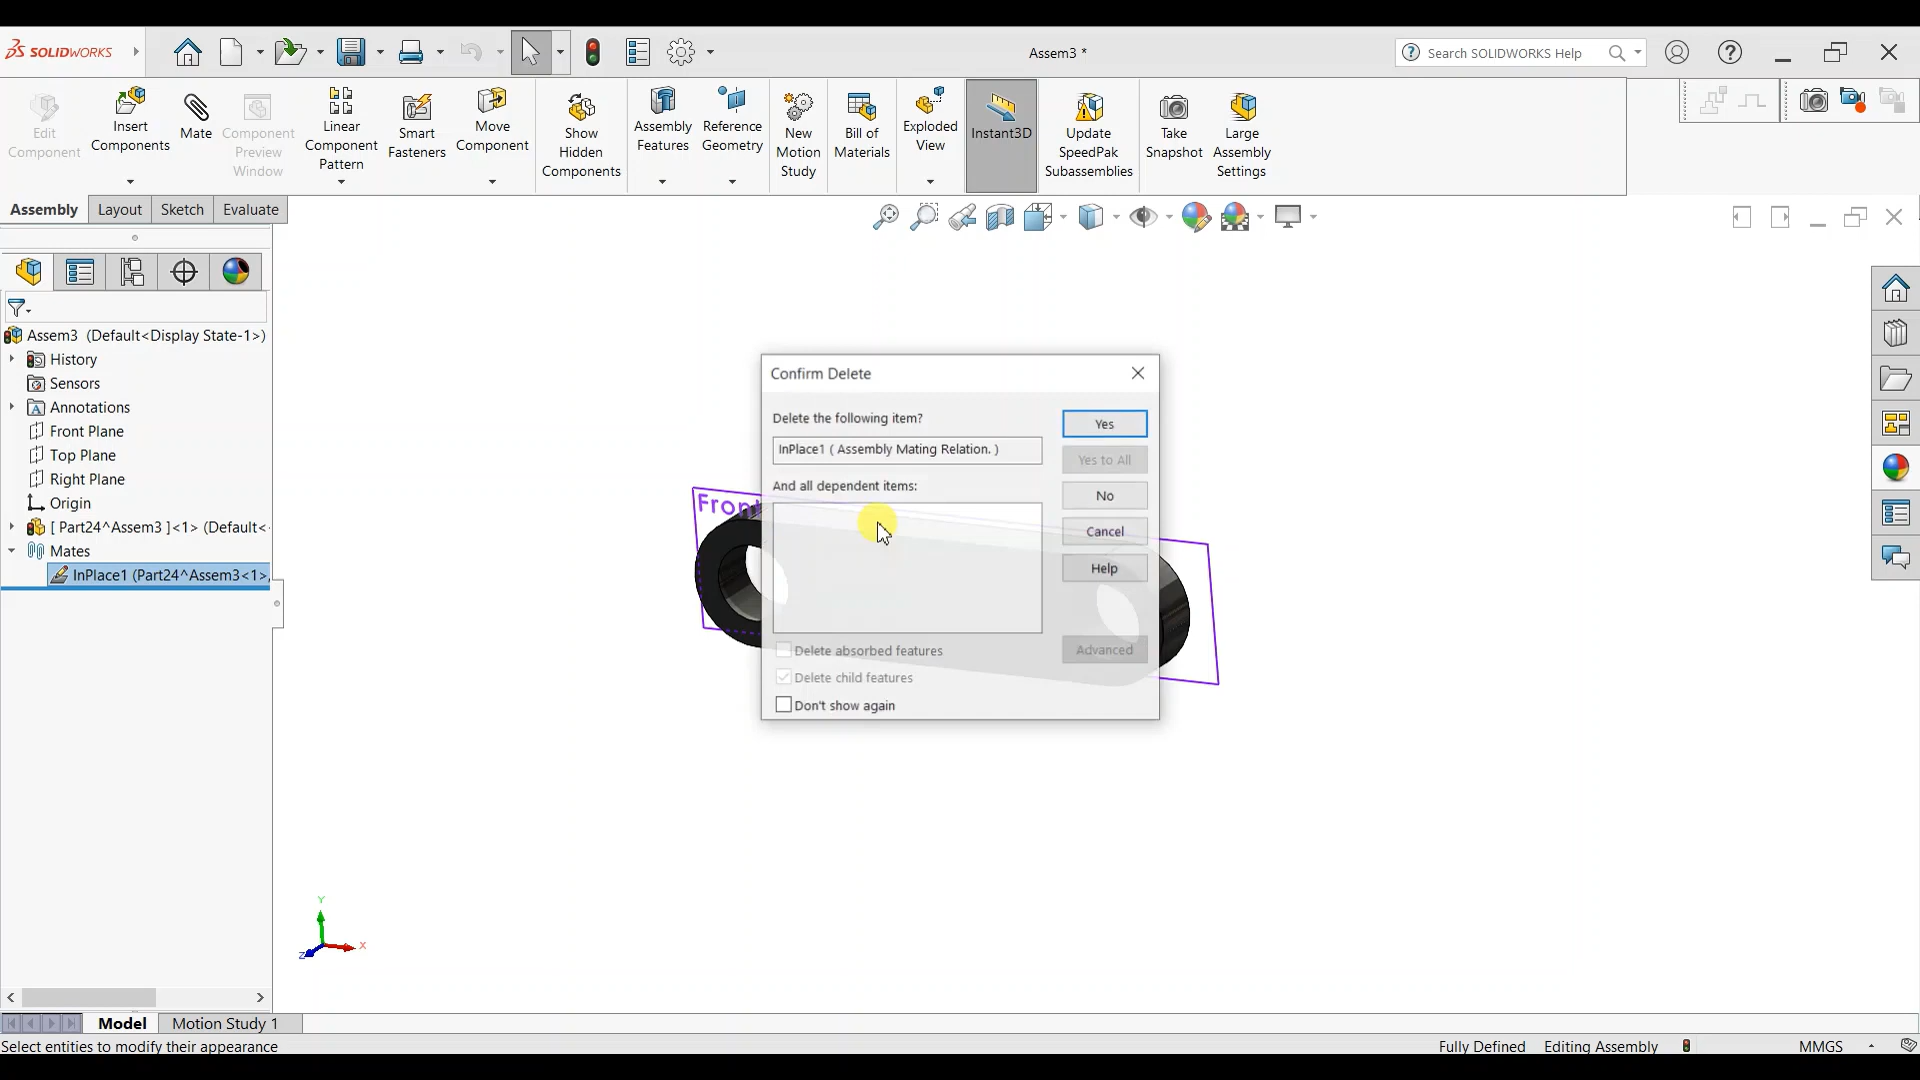 SOLIDWORKS
Assem3 *
Search SOLIDWORKS Help
Edit
Component
Insert
Components
Mate
Component
Preview
Window
Linear
Component
Pattern
Smart
Fasteners
Move
Component
Show
Hidden
Components
Assembly
Features
Reference
Geometry
New
Motion
Study
Bill of
Materials
Exploded
View
Instant3D
Update
SpeedPak
Subassemblies
Take
Snapshot
Large
Assembly
Settings
Assembly
Layout
Sketch
Evaluate
Assem3 (Default<Display State-1>)
History
Sensors
Annotations
Front Plane
Top Plane
Right Plane
Origin
[ Part24^Assem3 ]<1> (Default<
Mates
InPlace1 (Part24^Assem3<1>,
Front
Confirm Delete
Delete the following item?
InPlace1 ( Assembly Mating Relation. )
And all dependent items:
Delete absorbed features
Delete child features
Don't show again
Yes
Yes to All
No
Cancel
Help
Advanced
Y
X
Z
Model
Motion Study 1
Select entities to modify their appearance
Fully Defined
Editing Assembly
MMGS